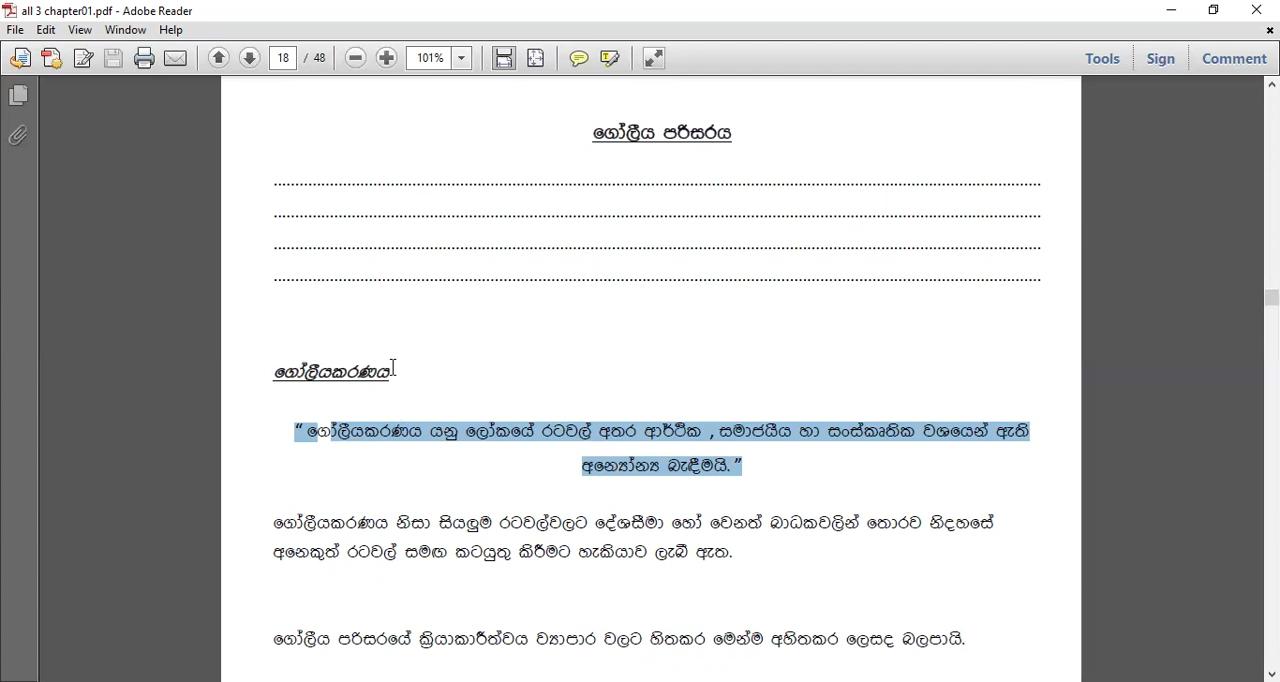 all 3 chapter01.pdf - Adobe Reader
File Edit View Window Help
18 / 48 101% Tools Sign Comment
ගෝලීය පරිසරය
................................................................................................................................................................
................................................................................................................................................................
................................................................................................................................................................
................................................................................................................................................................
ගෝලීයකරණය
“ ගෝලීයකරණය යනු ලෝකයේ රටවල් අතර ආර්ථික , සමාජයීය හා සංස්කෘතික වශයෙන් ඇති
අන්‍යෝන්‍ය බැඳීමයි.”
ගෝලීයකරණය නිසා සියලුම රටවල්වලට දේශසීමා හෝ වෙනත් බාධකවලින් තොරව නිදහසේ
අනෙකුත් රටවල් සමඟ කටයුතු කිරීමට හැකියාව ලැබී ඇත.
ගෝලීය පරිසරයේ ක්‍රියාකාරීත්වය ව්‍යාපාර වලට හිතකර මෙන්ම අහිතකර ලෙසද බලපායි.